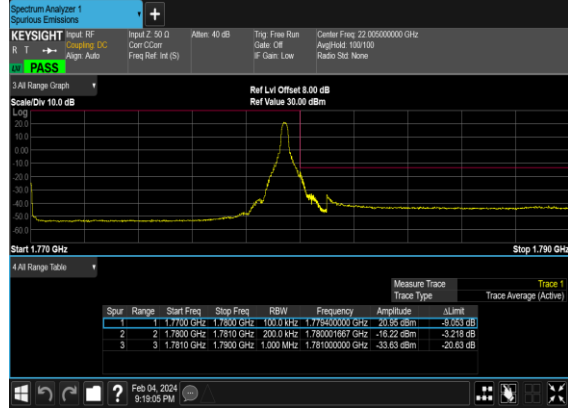 Spectrum Analyzer 1
Spurious Emissions
+
KEYSIGHT Input: RF Input Z: 50 Ω Atten: 40 dB Trig: Free Run Center Freq: 22.005000000 GHz
R T Coupling: DC Corr CCorr Gate: Off Avg|Hold: 100/100
Align: Auto Freq Ref: Int (S) IF Gain: Low Radio Std: None
PASS
3 All Range Graph
Ref Lvl Offset 8.00 dB
Scale/Div 10.0 dB Ref Value 30.00 dBm
Log
20.0
10.0
0.00
-10.0
-20.0
-30.0
-40.0
-50.0
-60.0
Start 1.770 GHz Stop 1.790 GHz
4 All Range Table
Measure Trace Trace 1
Trace Type Trace Average (Active)
Spur Range Start Freq Stop Freq RBW Frequency Amplitude ΔLimit
1 1 1.7700 GHz 1.7800 GHz 100.0 kHz 1.779400000 GHz 20.95 dBm -9.053 dB
2 2 1.7800 GHz 1.7810 GHz 200.0 kHz 1.780001667 GHz -16.22 dBm -3.218 dB
3 3 1.7810 GHz 1.7900 GHz 1.000 MHz 1.781000000 GHz -33.63 dBm -20.63 dB
? Feb 04, 2024
9:19:05 PM